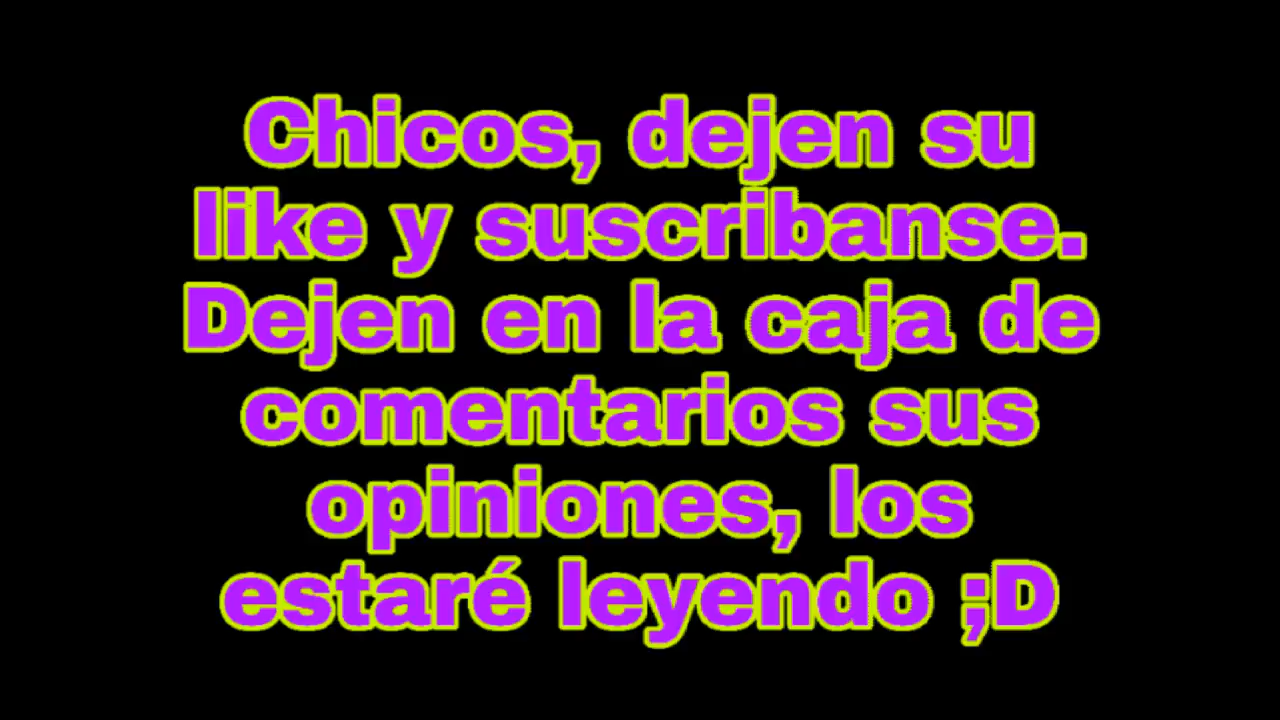 Chicos, dejen su
like y suscribanse.
Dejen en la caja de
comentarios sus
opiniones, los
estaré leyendo ;D